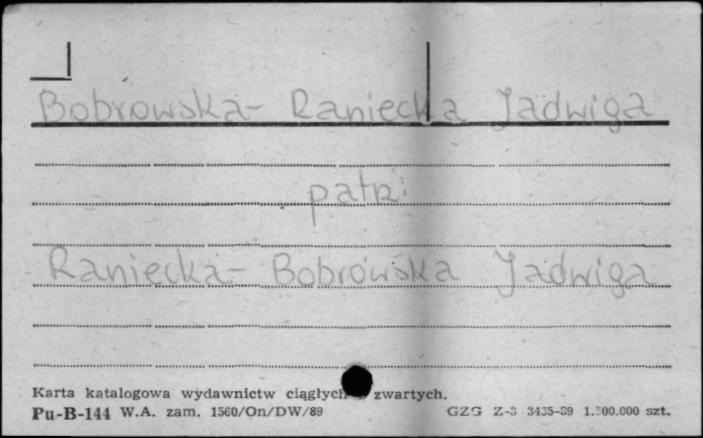 Bobrowska-Raniecka Jadwiga
patrz:
Raniecka-Bobrowska Jadwiga
Karta katalogowa wydawnictw ciągłych zwartych.
Pu-B-144 W.A. zam. 1560/On/DW/89 GZG Z-3 3435-89 1.500.000 szt.